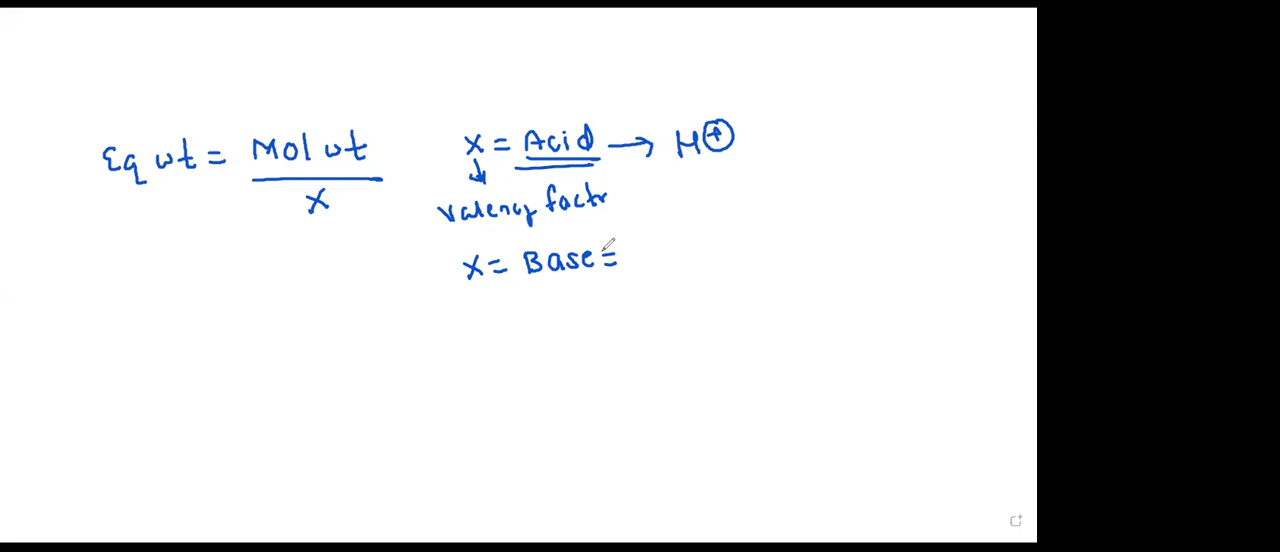 Eq wt = Mol wt / x
x = Acid → H⊕
↓
valency factr
x = Base =